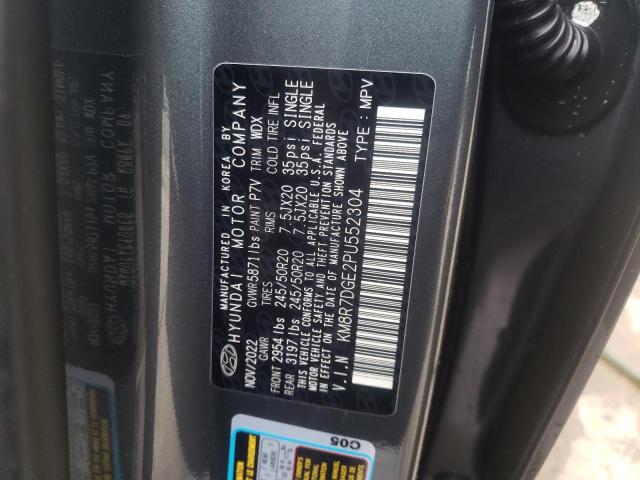 MANUFACTURED IN KOREA BY
HYUNDAI MOTOR COMPANY
NOV/2022 GVWR 5871lbs PAINT P7V TRIM WDX
GAWR TIRES RIMS COLD TIRE INFL
FRONT 2954 lbs 245/50R20 7.5JX20 35psi SINGLE
REAR 3197 lbs 245/50R20 7.5JX20 35psi SINGLE
THIS VEHICLE CONFORMS TO ALL APPLICABLE U.S.A. FEDERAL
MOTOR VEHICLE SAFETY AND THEFT PREVENTION STANDARDS
IN EFFECT ON THE DATE OF MANUFACTURE SHOWN ABOVE
V.I.N KM8R7DGE2PU552304 TYPE : MPV
C05